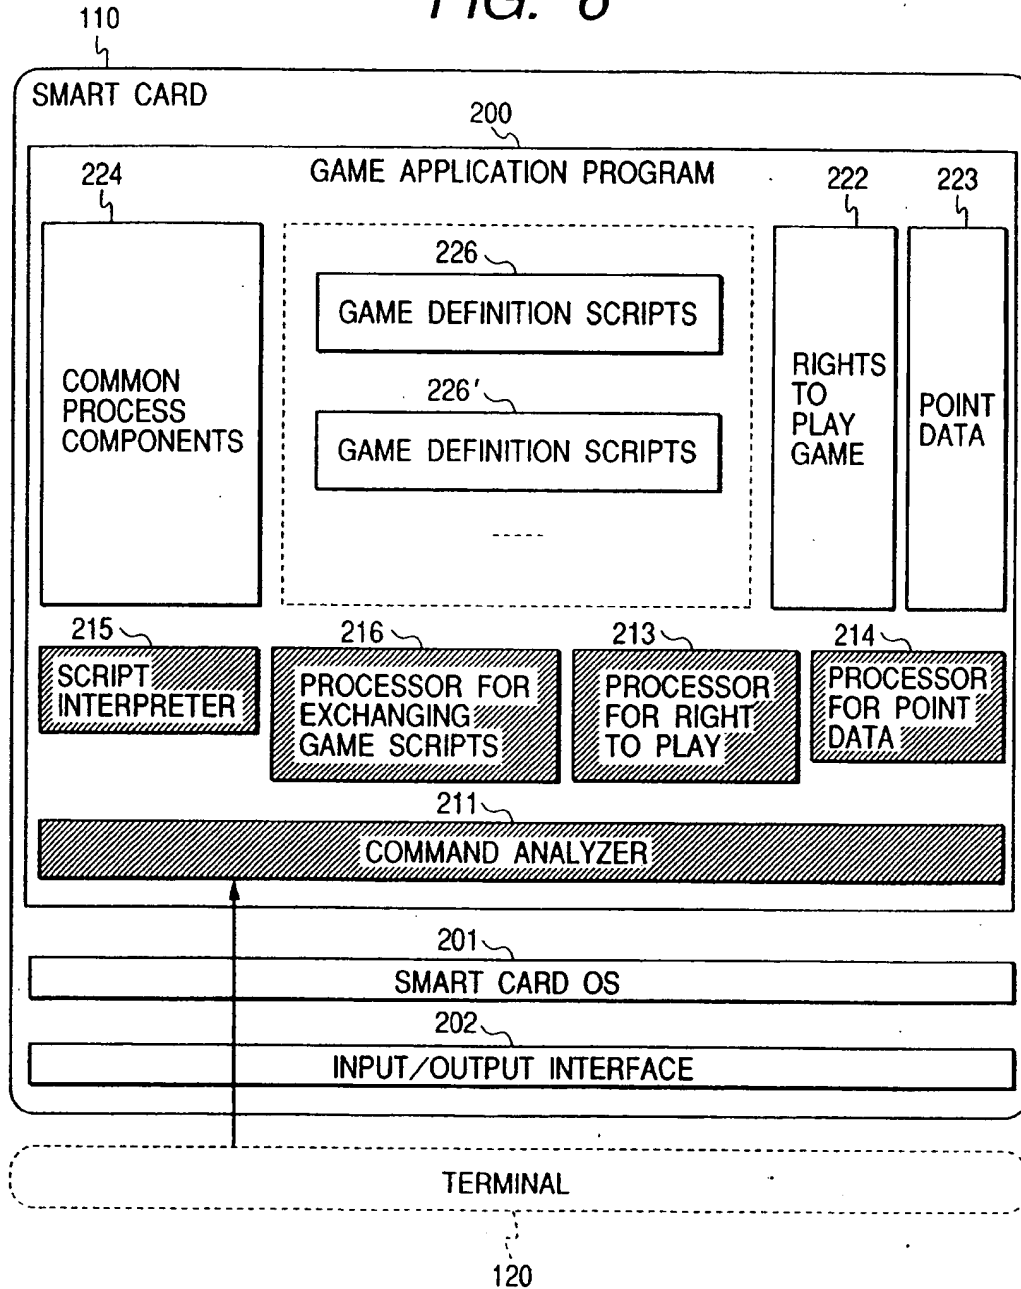 FIG. 6
110
SMART CARD
200
GAME APPLICATION PROGRAM
224
222
223
COMMON
PROCESS
COMPONENTS
226
GAME DEFINITION SCRIPTS
226'
GAME DEFINITION SCRIPTS
RIGHTS
TO
PLAY
GAME
POINT
DATA
215
SCRIPT
INTERPRETER
216
PROCESSOR FOR
EXCHANGING
GAME SCRIPTS
213
PROCESSOR
FOR RIGHT
TO PLAY
214
PROCESSOR
FOR POINT
DATA
211
COMMAND ANALYZER
201
SMART CARD OS
202
INPUT/OUTPUT INTERFACE
TERMINAL
120